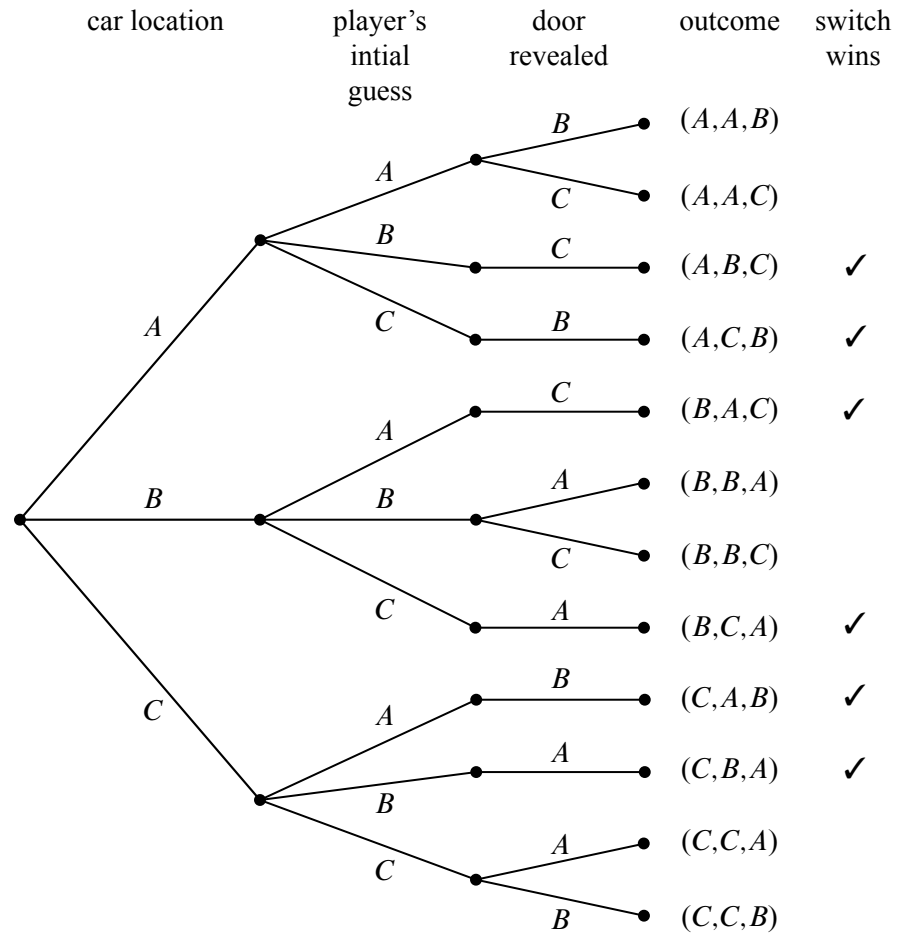 car location
player's
intial
guess
door
revealed
outcome
switch
wins
B
(A,A,B)
A
C
(A,A,C)
B
C
(A,B,C) ✓
A
C
B
(A,C,B) ✓
C
(B,A,C) ✓
A
B
B
A
(B,B,A)
C
(B,B,C)
C
A
(B,C,A) ✓
C
A
B
(C,A,B) ✓
B
A
(C,B,A) ✓
C
A
(C,C,A)
B
(C,C,B)